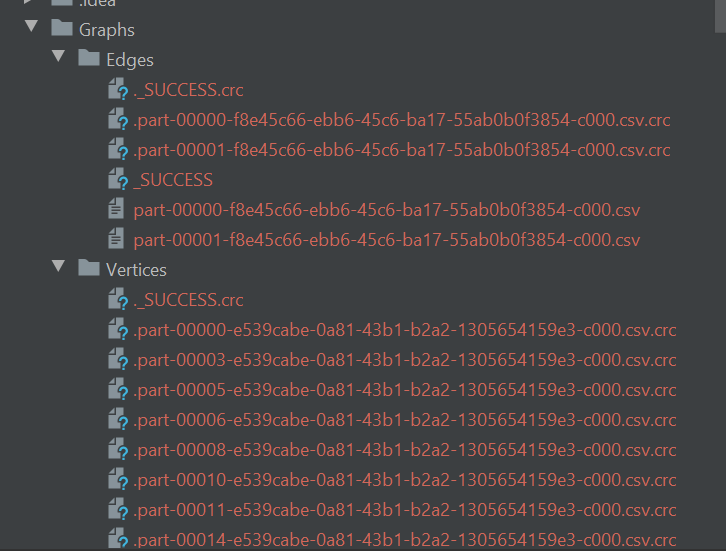 .idea
Graphs
Edges
._SUCCESS.crc
.part-00000-f8e45c66-ebb6-45c6-ba17-55ab0b0f3854-c000.csv.crc
.part-00001-f8e45c66-ebb6-45c6-ba17-55ab0b0f3854-c000.csv.crc
_SUCCESS
part-00000-f8e45c66-ebb6-45c6-ba17-55ab0b0f3854-c000.csv
part-00001-f8e45c66-ebb6-45c6-ba17-55ab0b0f3854-c000.csv
Vertices
._SUCCESS.crc
.part-00000-e539cabe-0a81-43b1-b2a2-1305654159e3-c000.csv.crc
.part-00003-e539cabe-0a81-43b1-b2a2-1305654159e3-c000.csv.crc
.part-00005-e539cabe-0a81-43b1-b2a2-1305654159e3-c000.csv.crc
.part-00006-e539cabe-0a81-43b1-b2a2-1305654159e3-c000.csv.crc
.part-00008-e539cabe-0a81-43b1-b2a2-1305654159e3-c000.csv.crc
.part-00010-e539cabe-0a81-43b1-b2a2-1305654159e3-c000.csv.crc
.part-00011-e539cabe-0a81-43b1-b2a2-1305654159e3-c000.csv.crc
.part-00014-e539cabe-0a81-43b1-b2a2-1305654159e3-c000.csv.crc